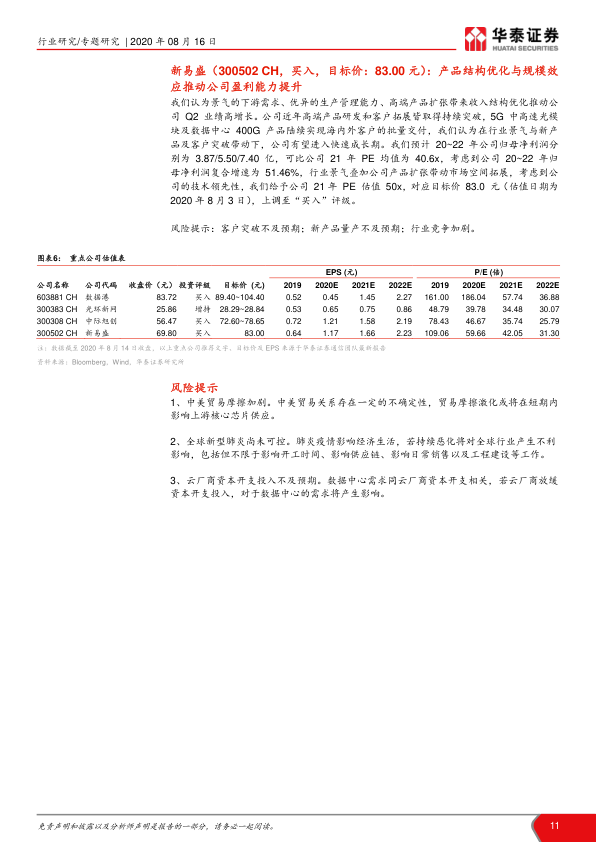 行业研究/专题研究 | 2020 年 08 月 16 日
华泰证券
HUATAI SECURITIES
新易盛（300502 CH，买入，目标价：83.00 元）：产品结构优化与规模效
应推动公司盈利能力提升
我们认为景气的下游需求、优异的生产管理能力、高端产品扩张带来收入结构优化推动公
司 Q2 业绩高增长。公司近年高端产品研发和客户拓展皆取得持续突破，5G 中高速光模
块及数据中心 400G 产品陆续实现海内外客户的批量交付，我们认为在行业景气与新产
品及客户突破带动下，公司有望进入快速成长期。我们预计 20~22 年公司归母净利润分
别为 3.87/5.50/7.40 亿，可比公司 21 年 PE 均值为 40.6x，考虑到公司 20~22 年归
母净利润复合增速为 51.46%，行业景气叠加公司产品扩张带动市场空间拓展，考虑到公
司的技术领先性，我们给予公司 21 年 PE 估值 50x，对应目标价 83.0 元（估值日期为
2020 年 8 月 3 日），上调至“买入”评级。
风险提示：客户突破不及预期；新产品量产不及预期；行业竞争加剧。
图表6： 重点公司估值表
EPS (元) P/E (倍)
公司名称 公司代码 收盘价（元） 投资评级 目标价 (元) 2019 2020E 2021E 2022E 2019 2020E 2021E 2022E
603881 CH 数据港 83.72 买入 89.40~104.40 0.52 0.45 1.45 2.27 161.00 186.04 57.74 36.88
300383 CH 光环新网 25.86 增持 28.29~28.84 0.53 0.65 0.75 0.86 48.79 39.78 34.48 30.07
300308 CH 中际旭创 56.47 买入 72.60~78.65 0.72 1.21 1.58 2.19 78.43 46.67 35.74 25.79
300502 CH 新易盛 69.80 买入 83.00 0.64 1.17 1.66 2.23 109.06 59.66 42.05 31.30
注：数据截至 2020 年 8 月 14 日收盘，以上重点公司推荐文字、目标价及 EPS 来源于华泰证券通信团队最新报告
资料来源：Bloomberg、Wind、华泰证券研究所
风险提示
1、中美贸易摩擦加剧。中美贸易关系存在一定的不确定性，贸易摩擦激化或将在短期内
影响上游核心芯片供应。
2、全球新型肺炎尚未可控。肺炎疫情影响经济生活，若持续恶化将对全球行业产生不利
影响，包括但不限于影响开工时间、影响供应链、影响日常销售以及工程建设等工作。
3、云厂商资本开支投入不及预期。数据中心需求同云厂商资本开支相关，若云厂商放缓
资本开支投入，对于数据中心的需求将产生影响。
免责声明和披露以及分析师声明是报告的一部分，请务必一起阅读。
11